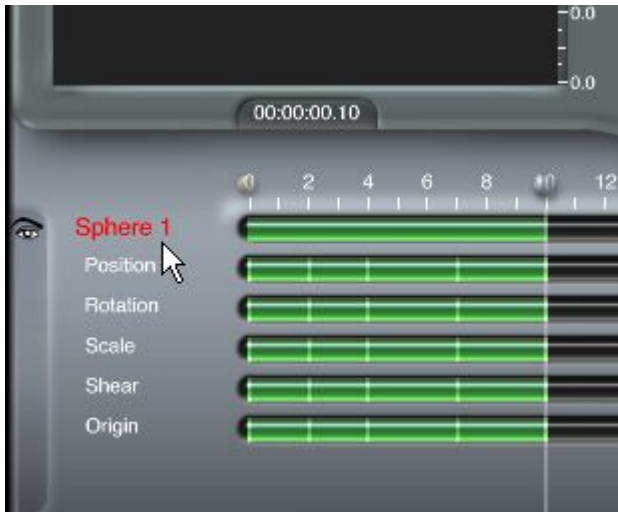 0.0
0.0
00:00:00.10
0 2 4 6 8 10 12
Sphere 1
Position
Rotation
Scale
Shear
Origin